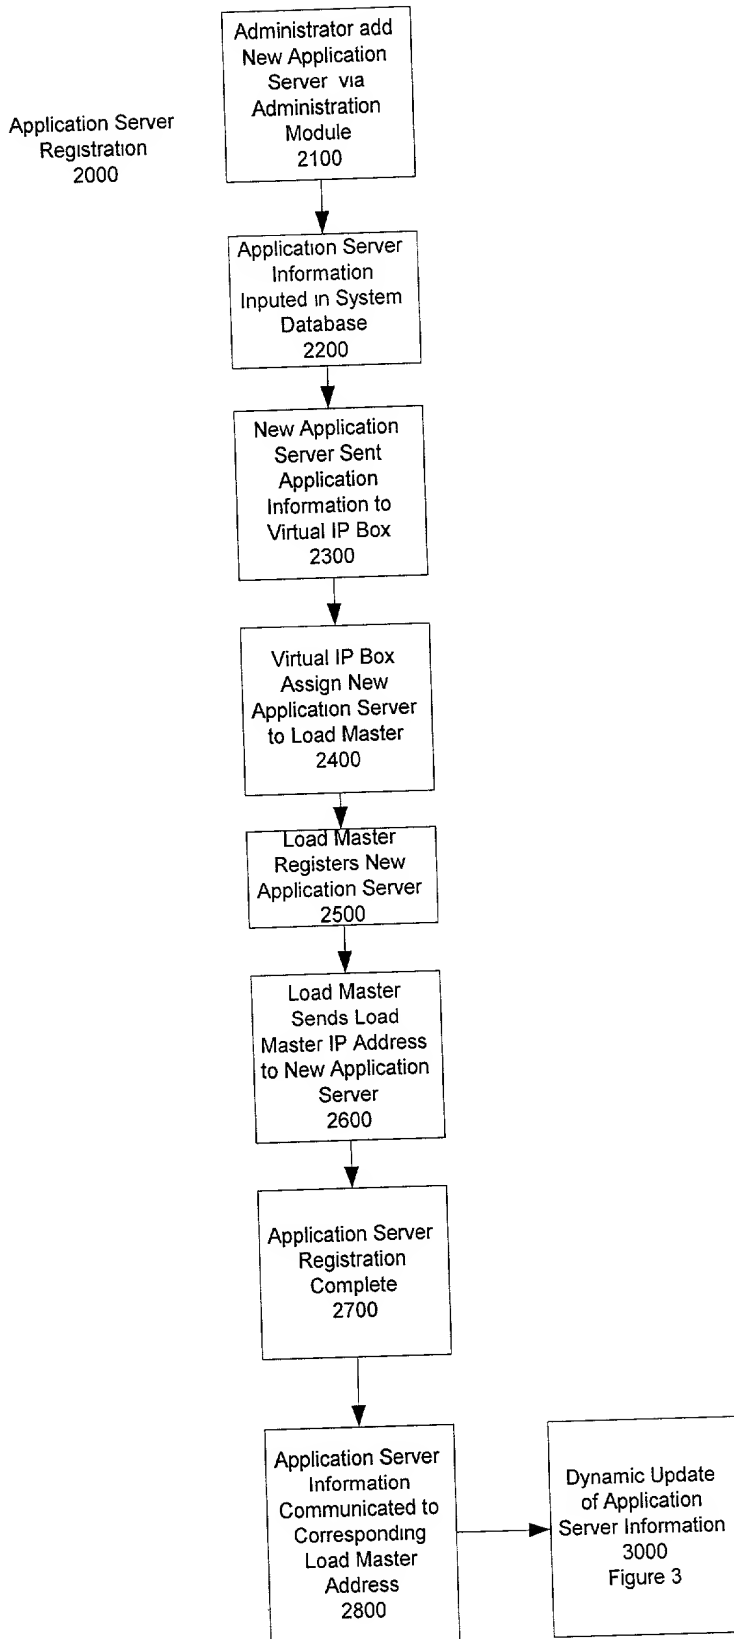 Application Server
Registration
2000
Administrator add
New Application
Server via
Administration
Module
2100
Application Server
Information
Inputed in System
Database
2200
New Application
Server Sent
Application
Information to
Virtual IP Box
2300
Virtual IP Box
Assign New
Application Server
to Load Master
2400
Load Master
Registers New
Application Server
2500
Load Master
Sends Load
Master IP Address
to New Application
Server
2600
Application Server
Registration
Complete
2700
Application Server
Information
Communicated to
Corresponding
Load Master
Address
2800
Dynamic Update
of Application
Server Information
3000
Figure 3